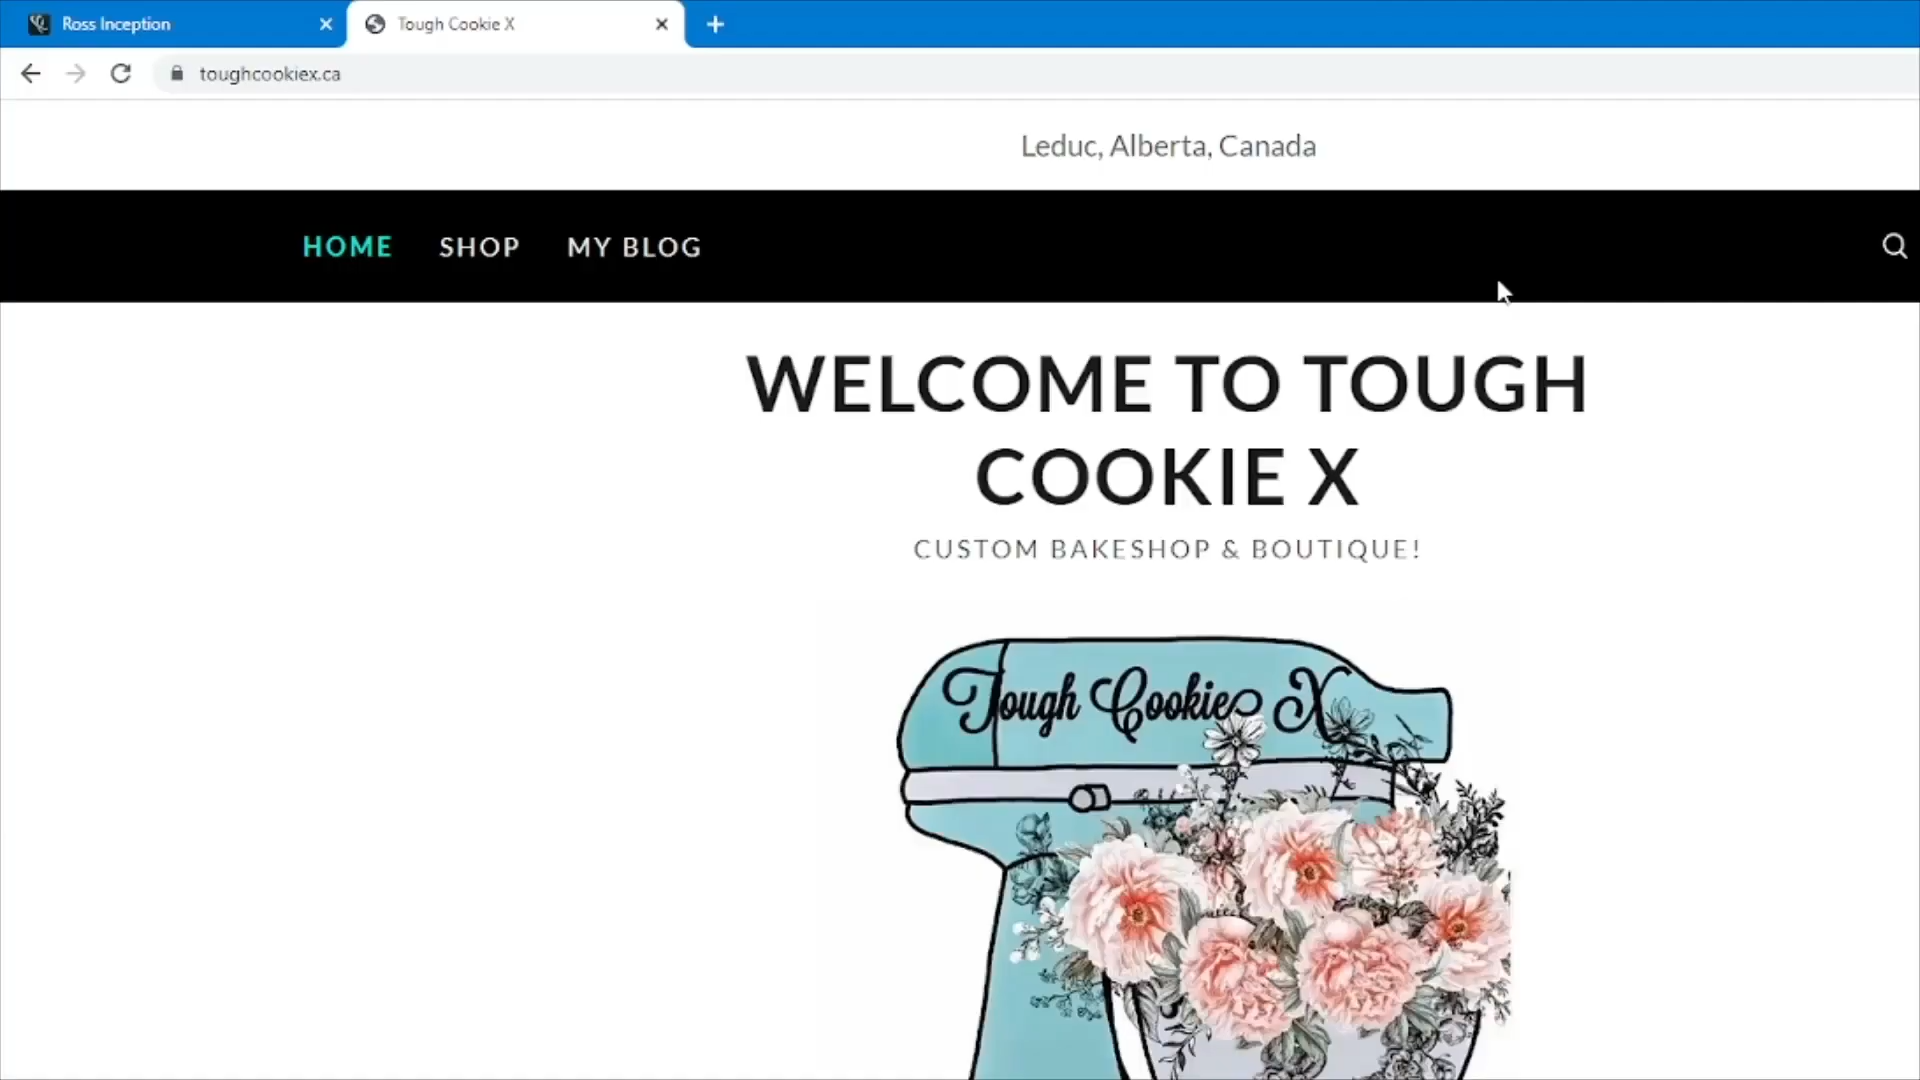 Ross Inception
Tough Cookie X
toughcookiex.ca
Leduc, Alberta, Canada
HOME SHOP MY BLOG
WELCOME TO TOUGH
COOKIE X
CUSTOM BAKESHOP & BOUTIQUE!
Tough Cookie X